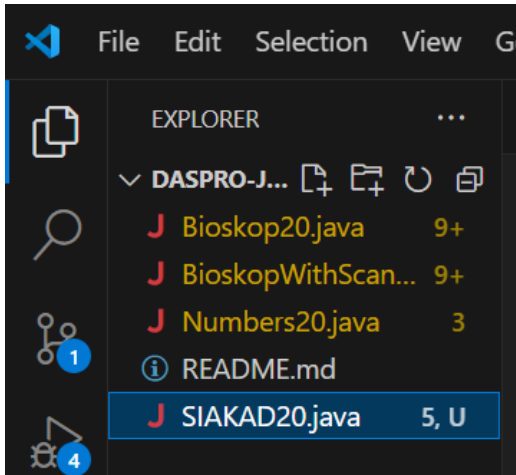 File Edit Selection View G
EXPLORER ...
DASPRO-J...
J Bioskop20.java 9+
J BioskopWithScan... 9+
J Numbers20.java 3
README.md
1
J SIAKAD20.java 5, U
4